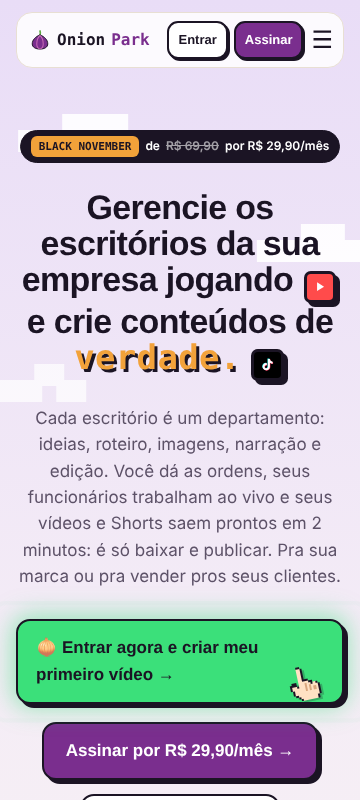 Onion Park
Entrar
Assinar
BLACK NOVEMBER de R$ 69,90 por R$ 29,90/mês
Gerencie os
escritórios da sua
empresa jogando
e crie conteúdos de
verdade.
Cada escritório é um departamento:
ideias, roteiro, imagens, narração e
edição. Você dá as ordens, seus
funcionários trabalham ao vivo e seus
vídeos e Shorts saem prontos em 2
minutos: é só baixar e publicar. Pra sua
marca ou pra vender pros seus clientes.
🧅 Entrar agora e criar meu
primeiro vídeo →
Assinar por R$ 29,90/mês →